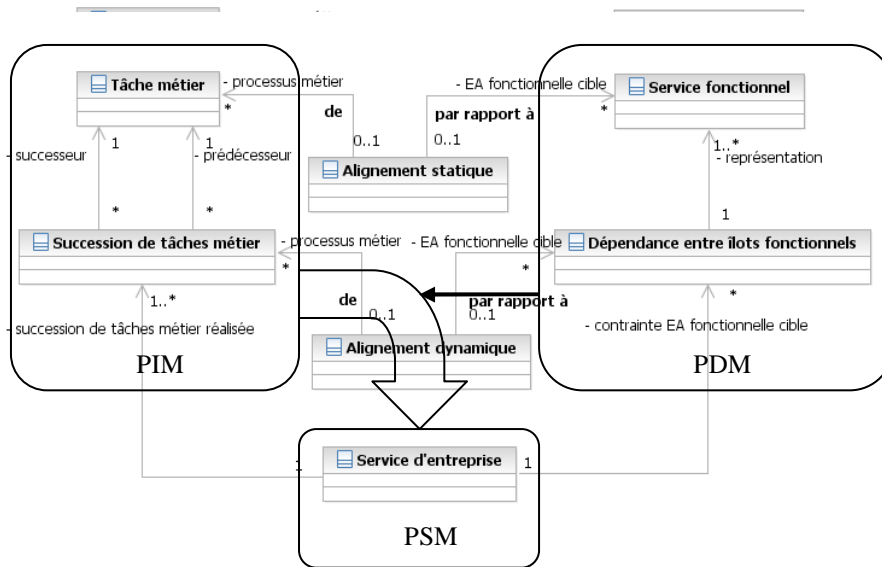 Tâche métier
- processus métier
- EA fonctionnelle cible
Service fonctionnel
*
de
par rapport à
*
1
1
0..1
0..1
1..*
- successeur
- prédécesseur
Alignement statique
- représentation
*
*
1
Succession de tâches métier
- processus métier
- EA fonctionnelle cible
Dépendance entre îlots fonctionnels
*
*
1..*
de
par rapport à
*
0..1
0..1
- succession de tâches métier réalisée
- contrainte EA fonctionnelle cible
Alignement dynamique
PIM
PDM
1
Service d'entreprise
1
PSM